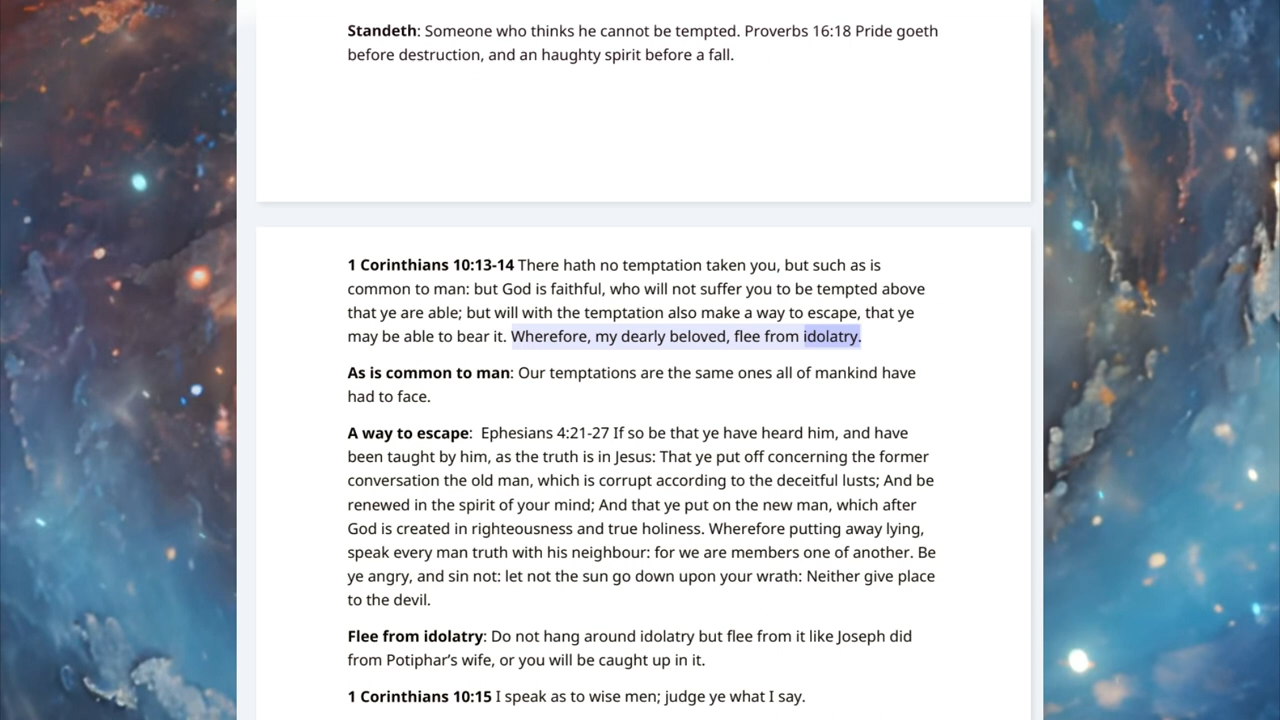 Standeth: Someone who thinks he cannot be tempted. Proverbs 16:18 Pride goeth
before destruction, and an haughty spirit before a fall.
1 Corinthians 10:13-14 There hath no temptation taken you, but such as is
common to man: but God is faithful, who will not suffer you to be tempted above
that ye are able; but will with the temptation also make a way to escape, that ye
may be able to bear it. Wherefore, my dearly beloved, flee from idolatry.
As is common to man: Our temptations are the same ones all of mankind have
had to face.
A way to escape:  Ephesians 4:21-27 If so be that ye have heard him, and have
been taught by him, as the truth is in Jesus: That ye put off concerning the former
conversation the old man, which is corrupt according to the deceitful lusts; And be
renewed in the spirit of your mind; And that ye put on the new man, which after
God is created in righteousness and true holiness. Wherefore putting away lying,
speak every man truth with his neighbour: for we are members one of another. Be
ye angry, and sin not: let not the sun go down upon your wrath: Neither give place
to the devil.
Flee from idolatry: Do not hang around idolatry but flee from it like Joseph did
from Potiphar’s wife, or you will be caught up in it.
1 Corinthians 10:15 I speak as to wise men; judge ye what I say.